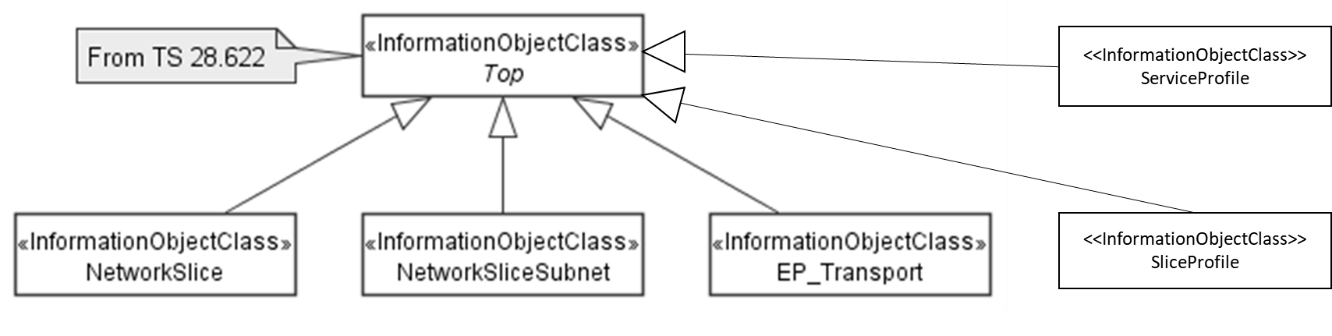 From TS 28.622
«InformationObjectClass»
Top
<<InformationObjectClass>>
ServiceProfile
«InformationObjectClass»
NetworkSlice
«InformationObjectClass»
NetworkSliceSubnet
«InformationObjectClass»
EP_Transport
<<InformationObjectClass>>
SliceProfile